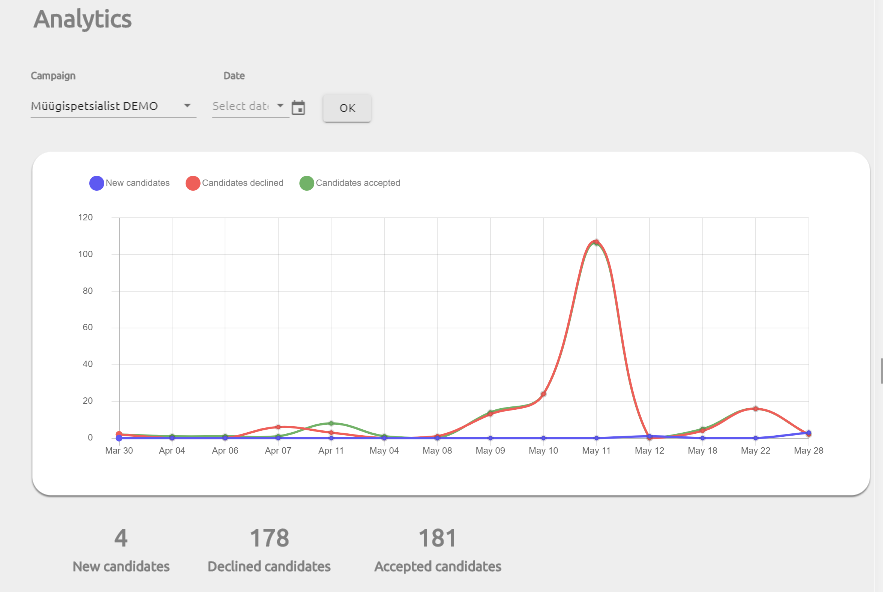 Analytics
Campaign Date
Müügispetsialist DEMO Select date OK
New candidates Candidates declined Candidates accepted
120
100
80
60
40
20
0
Mar 30 Apr 04 Apr 06 Apr 07 Apr 11 May 04 May 08 May 09 May 10 May 11 May 12 May 18 May 22 May 28
4 178 181
New candidates Declined candidates Accepted candidates